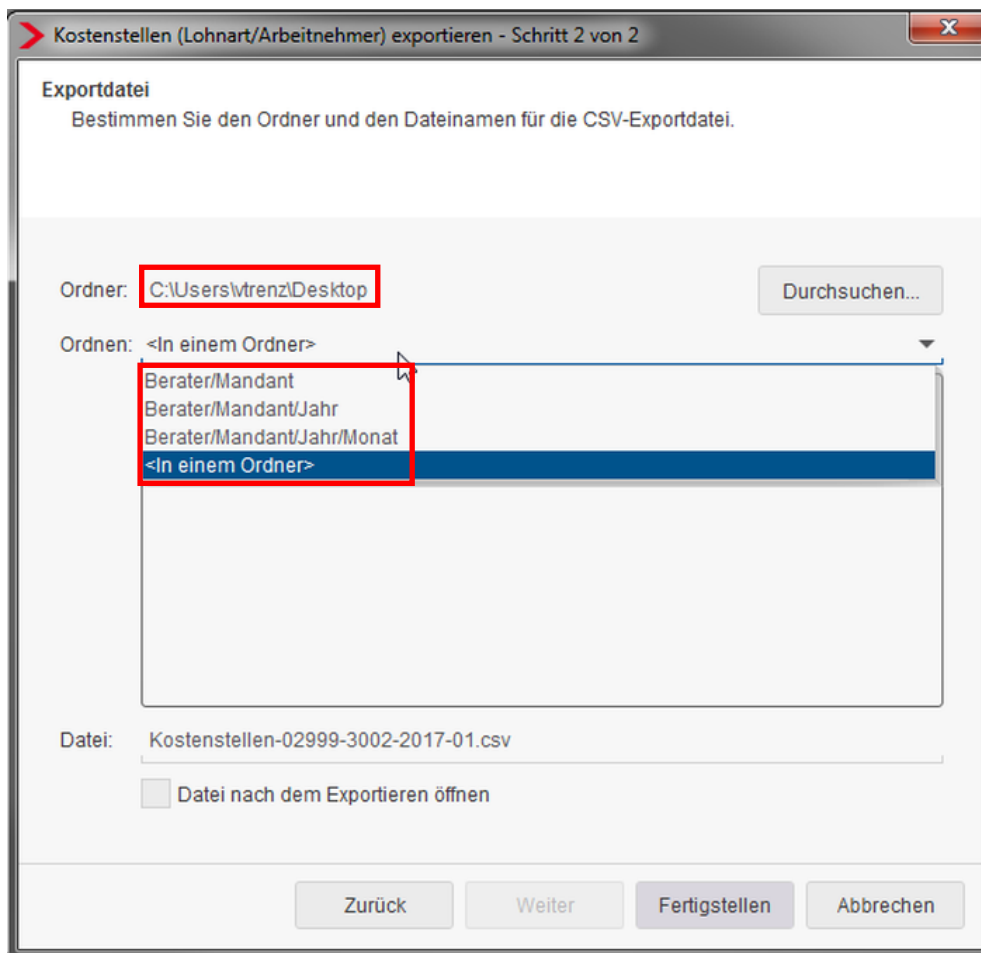 Kostenstellen (Lohnart/Arbeitnehmer) exportieren - Schritt 2 von 2
Exportdatei
Bestimmen Sie den Ordner und den Dateinamen für die CSV-Exportdatei.
Ordner: C:\Users\vtrenz\Desktop Durchsuchen...
Ordnen: <In einem Ordner>
Berater/Mandant
Berater/Mandant/Jahr
Berater/Mandant/Jahr/Monat
<In einem Ordner>
Datei: Kostenstellen-02999-3002-2017-01.csv
Datei nach dem Exportieren öffnen
Zurück Weiter Fertigstellen Abbrechen